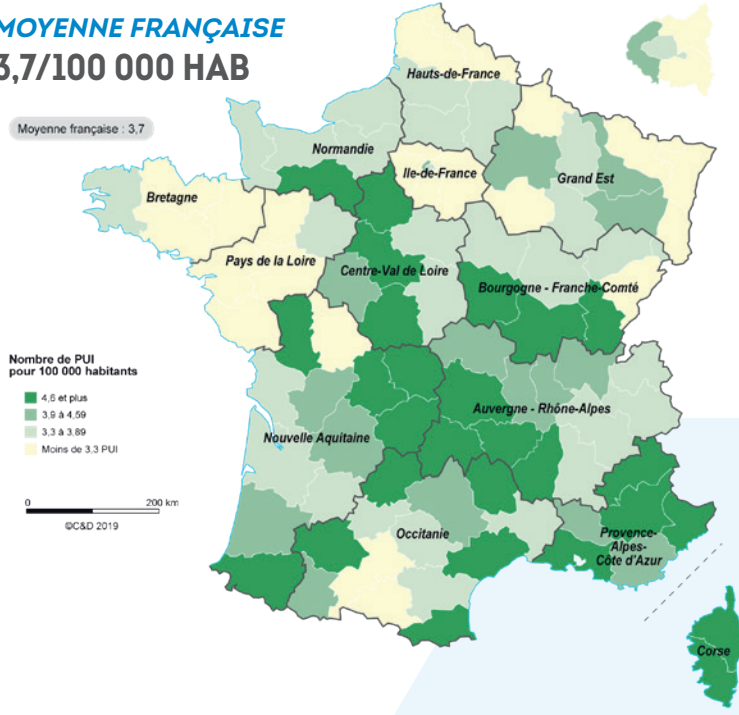 MOYENNE FRANÇAISE
3,7/100 000 HAB
Moyenne française : 3,7
Hauts-de-France
Normandie
Ile-de-France
Grand Est
Bretagne
Pays de la Loire
Centre-Val de Loire
Bourgogne - Franche-Comté
Nombre de PUI
pour 100 000 habitants
4,6 et plus
3,9 à 4,59
3,3 à 3,89
Moins de 3,3 PUI
0 200 km
©C&D 2019
Auvergne - Rhône-Alpes
Nouvelle Aquitaine
Occitanie
Provence-
Alpes-
Côte d'Azur
Corse